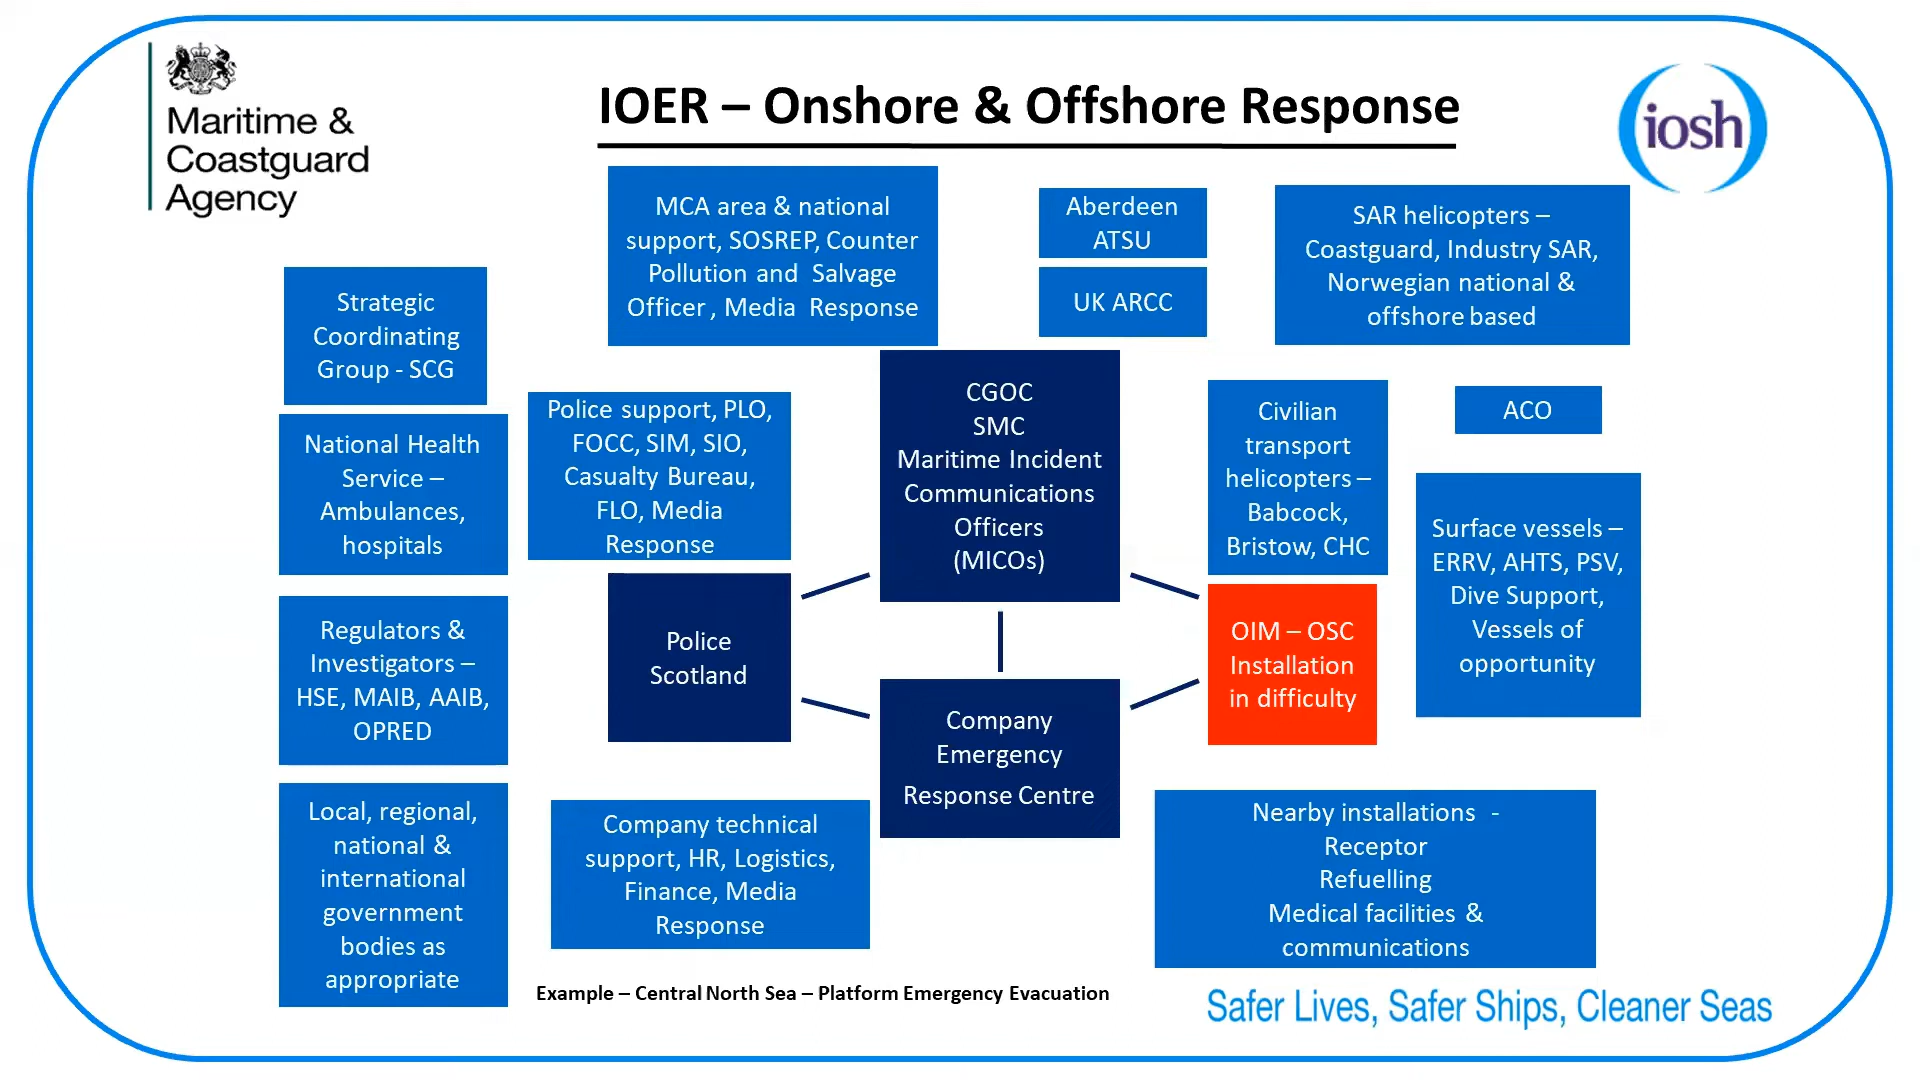 Maritime &
Coastguard
Agency
IOER – Onshore & Offshore Response
iosh
MCA area & national
support, SOSREP, Counter
Pollution and Salvage
Officer , Media Response
Aberdeen
ATSU
UK ARCC
SAR helicopters –
Coastguard, Industry SAR,
Norwegian national &
offshore based
Strategic
Coordinating
Group - SCG
National Health
Service –
Ambulances,
hospitals
Police support, PLO,
FOCC, SIM, SIO,
Casualty Bureau,
FLO, Media
Response
CGOC
SMC
Maritime Incident
Communications
Officers
(MICOs)
Civilian
transport
helicopters –
Babcock,
Bristow, CHC
ACO
Surface vessels –
ERRV, AHTS, PSV,
Dive Support,
Vessels of
opportunity
Regulators &
Investigators –
HSE, MAIB, AAIB,
OPRED
Police
Scotland
OIM – OSC
Installation
in difficulty
Company
Emergency
Response Centre
Local, regional,
national &
international
government
bodies as
appropriate
Company technical
support, HR, Logistics,
Finance, Media
Response
Nearby installations -
Receptor
Refuelling
Medical facilities &
communications
Example – Central North Sea – Platform Emergency Evacuation
Safer Lives, Safer Ships, Cleaner Seas